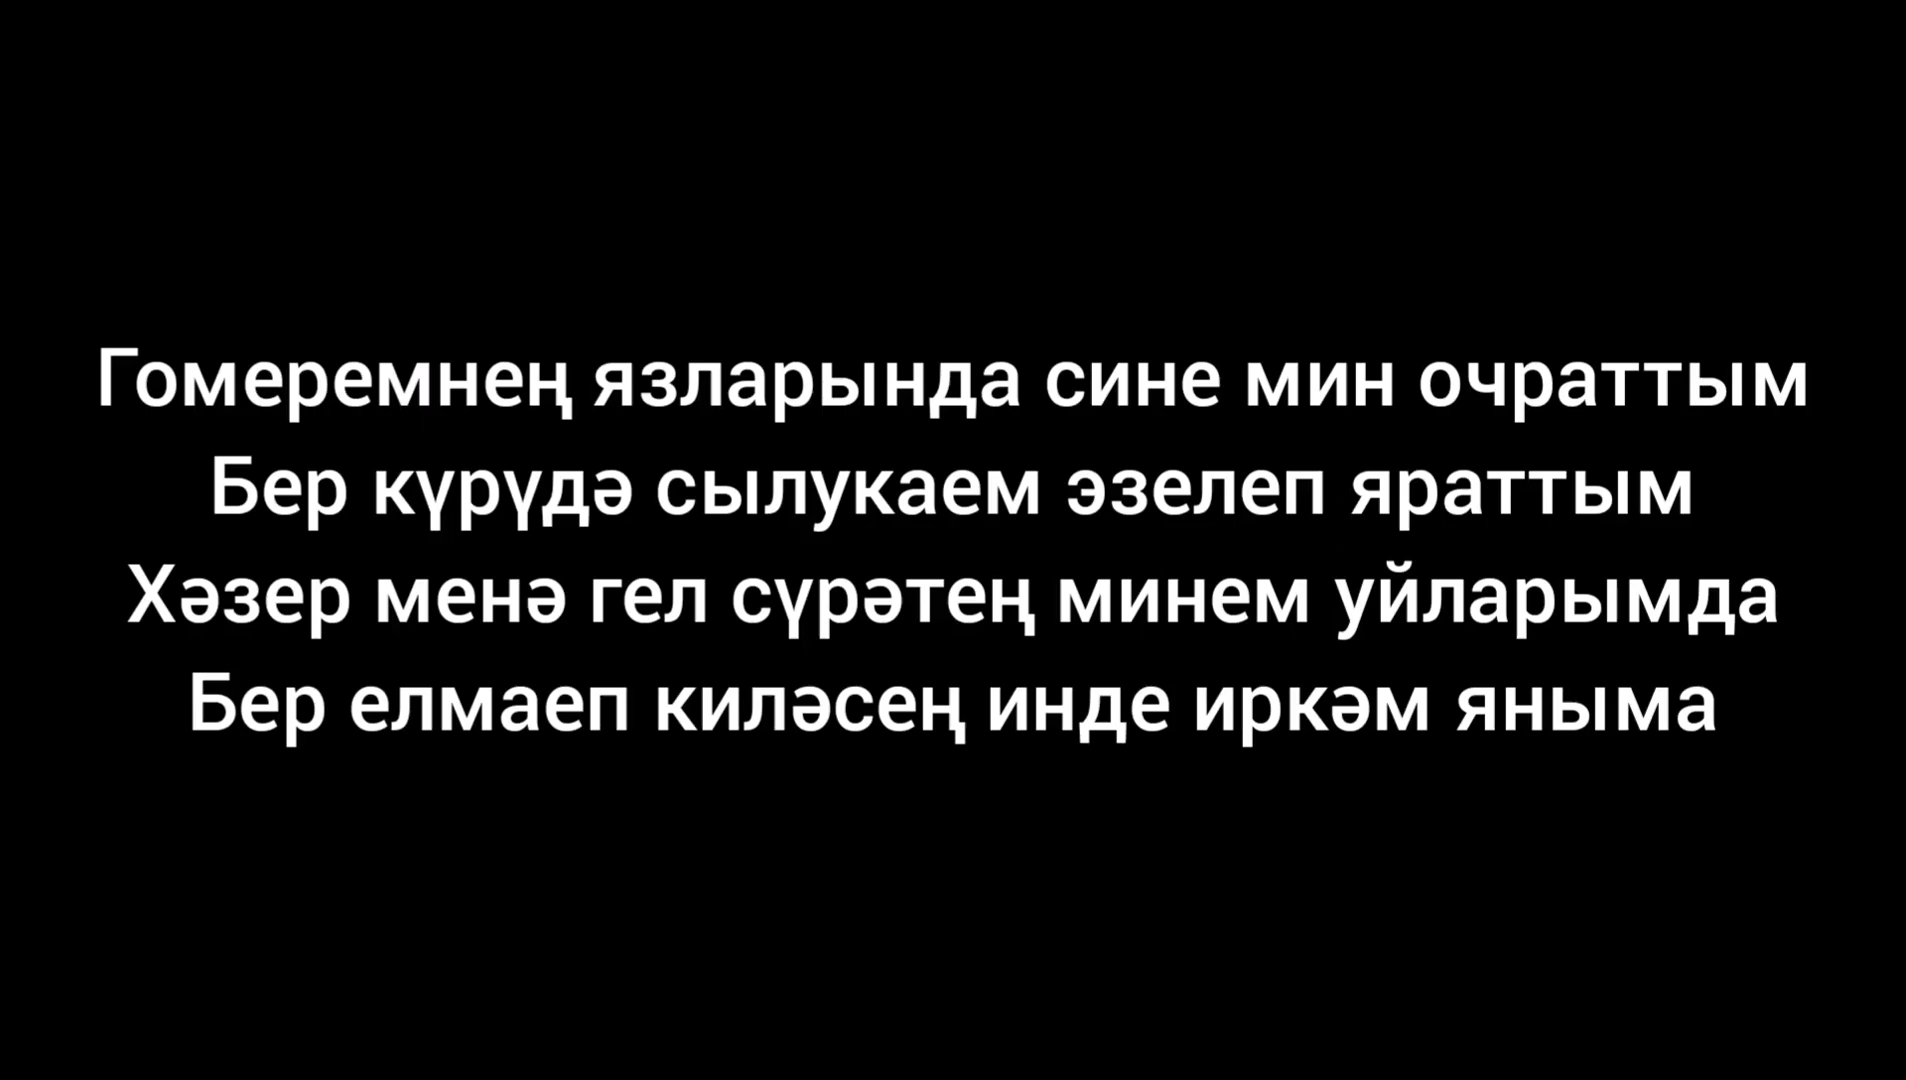 Гомеремнең язларында сине мин очраттым
Бер күрүдә сылукаем эзелеп яраттым
Хәзер менә гел сүрәтең минем уйларымда
Бер елмаеп киләсең инде иркәм яныма